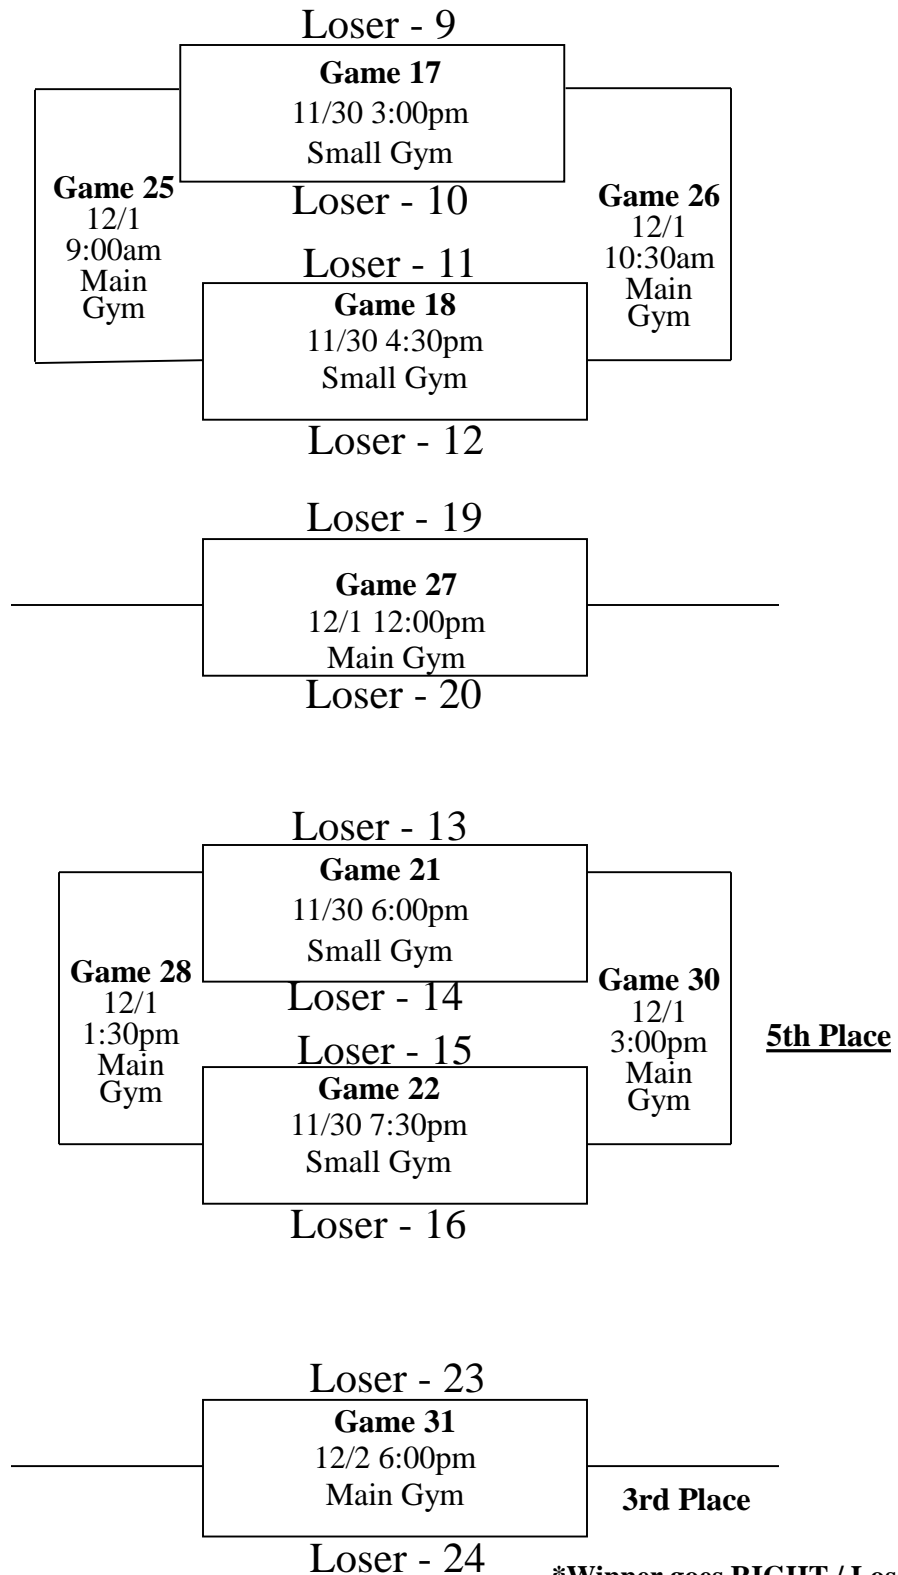 Loser - 9
Game 17
11/30 3:00pm
Small Gym
Loser - 10
Game 25
12/1
9:00am
Main
Gym
Game 26
12/1
10:30am
Main
Gym
Loser - 11
Game 18
11/30 4:30pm
Small Gym
Loser - 12
Loser - 19
Game 27
12/1 12:00pm
Main Gym
Loser - 20
Loser - 13
Game 21
11/30 6:00pm
Small Gym
Loser - 14
Game 28
12/1
1:30pm
Main
Gym
Game 30
12/1
3:00pm
Main
Gym
5th Place
Loser - 15
Game 22
11/30 7:30pm
Small Gym
Loser - 16
Loser - 23
Game 31
12/2 6:00pm
Main Gym
3rd Place
Loser - 24
*Winner goes RIGHT /